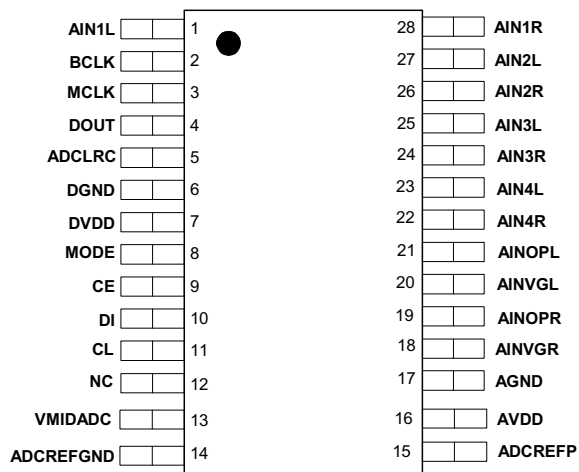 AIN1L 1 28 AIN1R
BCLK 2 27 AIN2L
MCLK 3 26 AIN2R
DOUT 4 25 AIN3L
ADCLRC 5 24 AIN3R
DGND 6 23 AIN4L
DVDD 7 22 AIN4R
MODE 8 21 AINOPL
CE 9 20 AINVGL
DI 10 19 AINOPR
CL 11 18 AINVGR
NC 12 17 AGND
VMIDADC 13 16 AVDD
ADCREFGND 14 15 ADCREFP